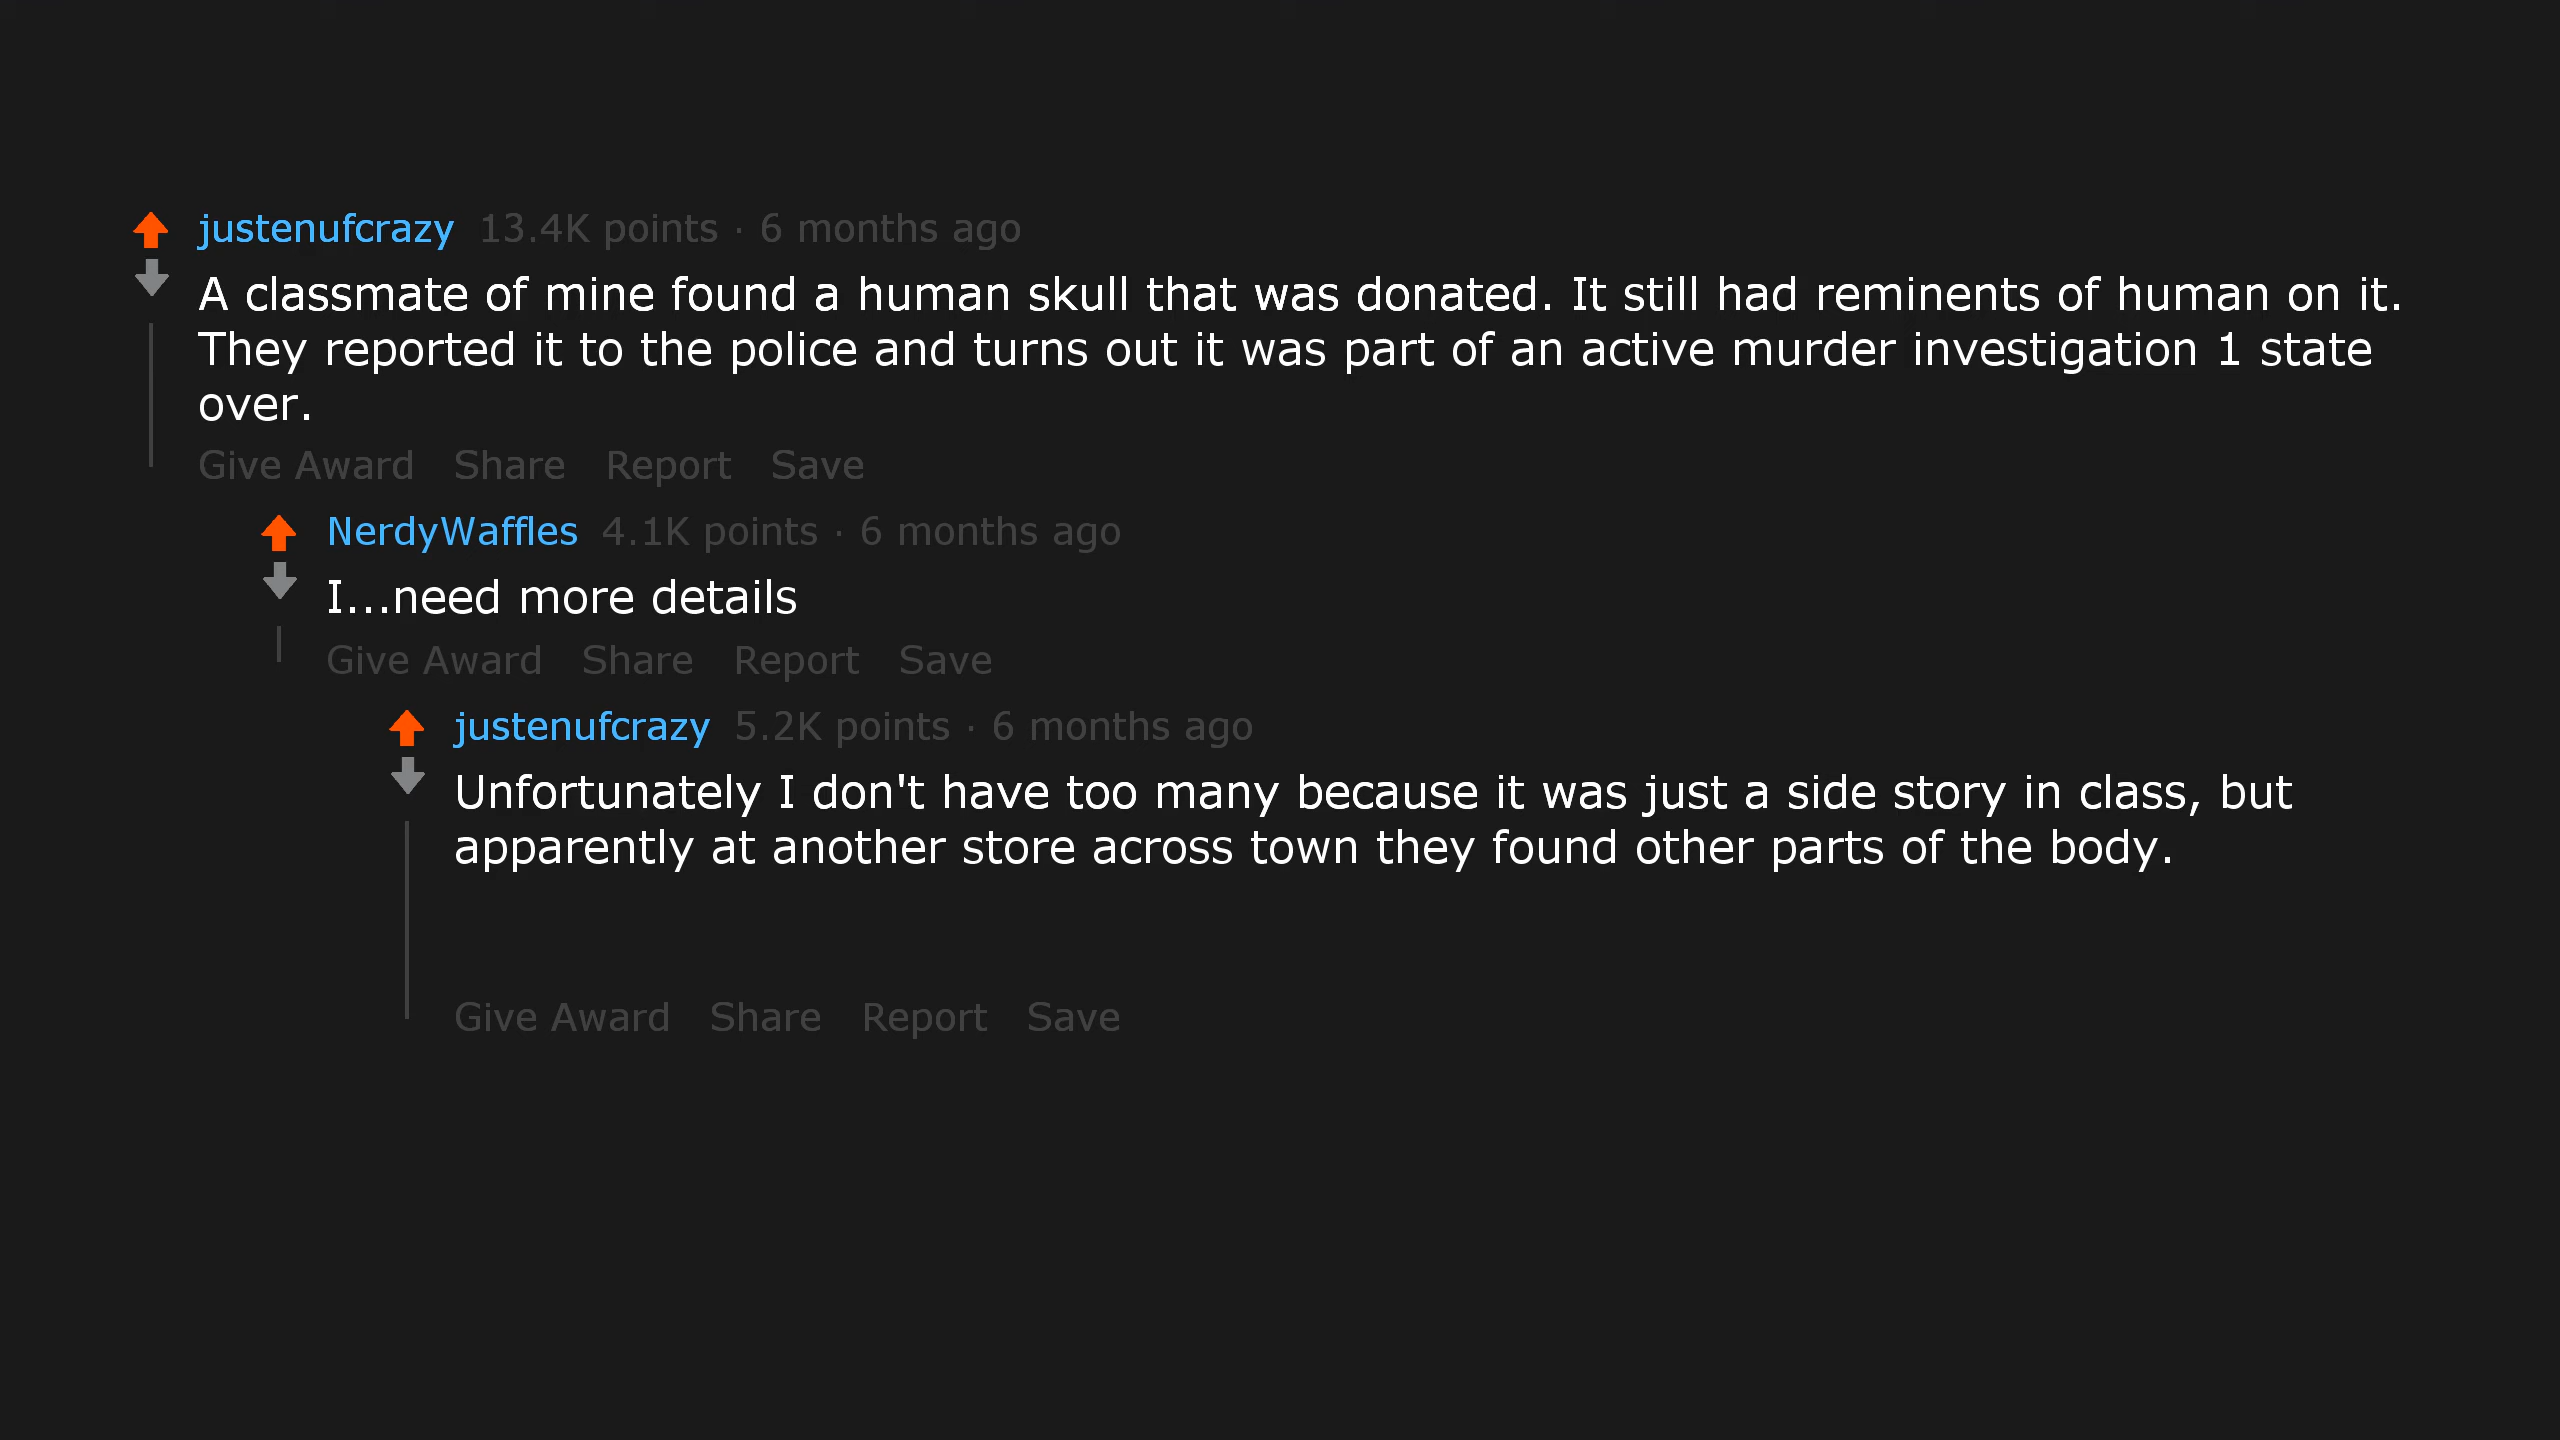 justenufcrazy 13.4K points · 6 months ago
A classmate of mine found a human skull that was donated. It still had reminents of human on it.
They reported it to the police and turns out it was part of an active murder investigation 1 state
over.
Give Award Share Report Save
NerdyWaffles 4.1K points · 6 months ago
I...need more details
Give Award Share Report Save
justenufcrazy 5.2K points · 6 months ago
Unfortunately I don't have too many because it was just a side story in class, but
apparently at another store across town they found other parts of the body.
Give Award Share Report Save